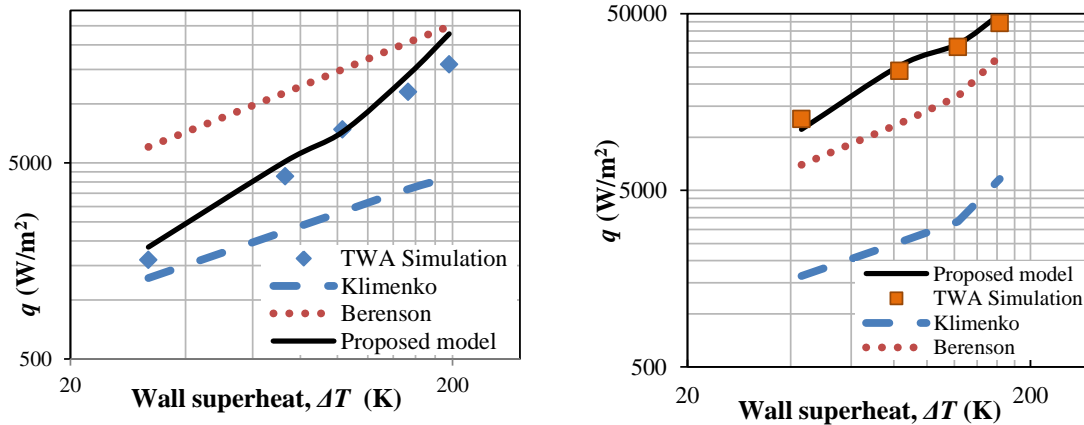 5000
500
20
200
q (W/m²)
Wall superheat, ΔT (K)
TWA Simulation
Klimenko
Berenson
Proposed model
50000
5000
500
20
200
q (W/m²)
Wall superheat, ΔT (K)
Proposed model
TWA Simulation
Klimenko
Berenson